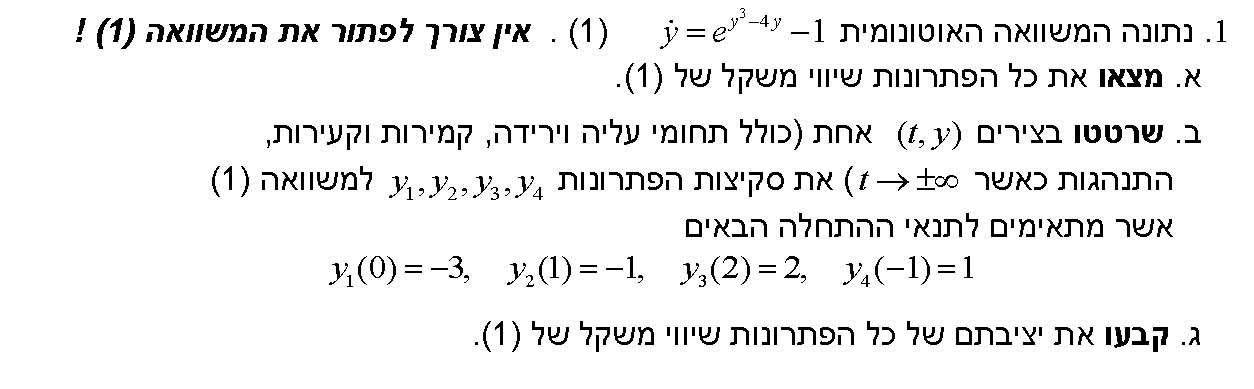 1. נתונה המשוואה האוטונומית ẏ = e^{y³−4y} − 1 (1) . אין צורך לפתור את המשוואה (1) !
א. מצאו את כל הפתרונות שיווי משקל של (1).
ב. שרטטו בצירים (t, y) אחת (כולל תחומי עליה וירידה, קמירות וקעירות,
התנהגות כאשר t → ±∞) את סקיצות הפתרונות y₁, y₂, y₃, y₄ למשוואה (1)
אשר מתאימים לתנאי ההתחלה הבאים
y₁(0) = −3, y₂(1) = −1, y₃(2) = 2, y₄(−1) = 1
ג. קבעו את יציבתם של כל הפתרונות שיווי משקל של (1).